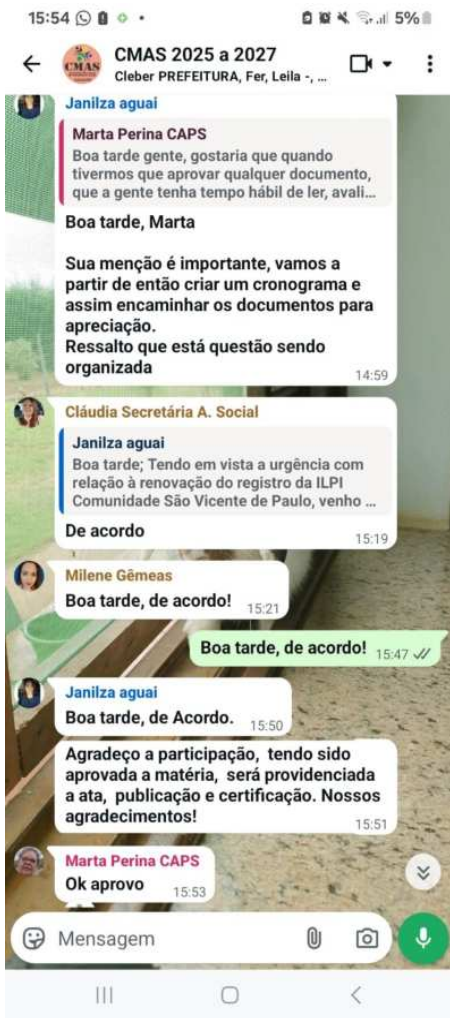 15:54
5%
CMAS
CMAS 2025 a 2027
Cleber PREFEITURA, Fer, Leila -, ...
Janilza aguai
Marta Perina CAPS
Boa tarde gente, gostaria que quando
tivermos que aprovar qualquer documento,
que a gente tenha tempo hábil de ler, avali...
Boa tarde, Marta
Sua menção é importante, vamos a
partir de então criar um cronograma e
assim encaminhar os documentos para
apreciação.
Ressalto que está questão sendo
organizada
14:59
Cláudia Secretária A. Social
Janilza aguai
Boa tarde; Tendo em vista a urgência com
relação à renovação do registro da ILPI
Comunidade São Vicente de Paulo, venho ...
De acordo
15:19
Milene Gêmeas
Boa tarde, de acordo! 15:21
Boa tarde, de acordo! 15:47
Janilza aguai
Boa tarde, de Acordo. 15:50
Agradeço a participação, tendo sido
aprovada a matéria, será providenciada
a ata, publicação e certificação. Nossos
agradecimentos!
15:51
Marta Perina CAPS
Ok aprovo 15:53
Mensagem